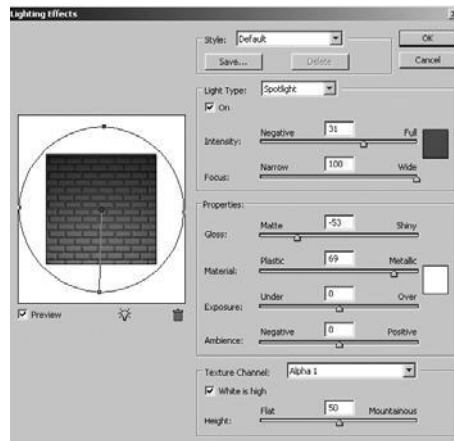 Lighting Effects
Style: Default
OK
Save... Delete
Cancel
Light Type: Spotlight
On
Negative 31 Full
Intensity:
Narrow 100 Wide
Focus:
Properties:
Matte -53 Shiny
Gloss:
Plastic 69 Metallic
Material:
Under 0 Over
Exposure:
Negative 0 Positive
Ambience:
Preview
Texture Channel: Alpha 1
White is high
Flat 50 Mountainous
Height: